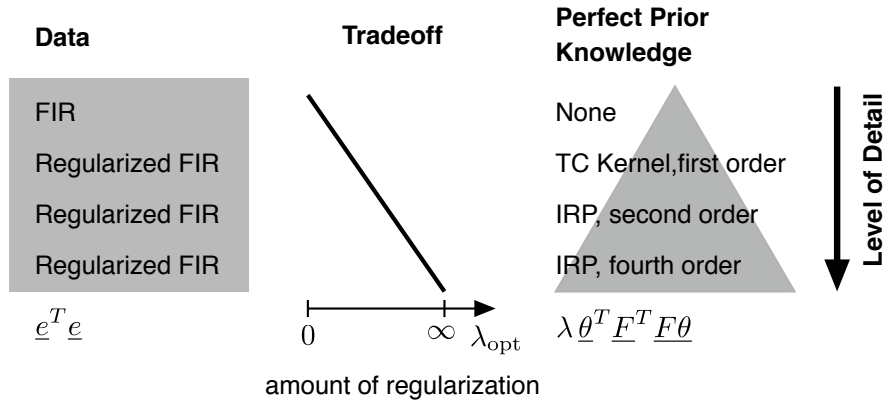 Data
Tradeoff
Perfect Prior
Knowledge
FIR
None
Regularized FIR
TC Kernel,first order
Regularized FIR
IRP, second order
Regularized FIR
IRP, fourth order
Level of Detail
e^T e
0
∞
λ_opt
λ θ^T F^T Fθ
amount of regularization